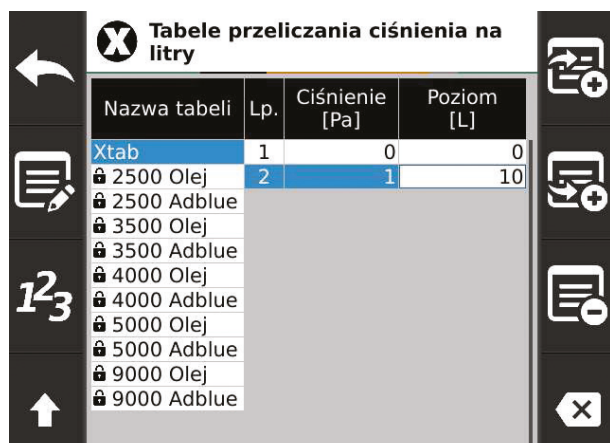 X Tabele przeliczania ciśnienia na
litry
Nazwa tabeli Lp. Ciśnienie [Pa] Poziom [L]
Xtab 1 0 0
2500 Olej 2 1 10
2500 Adblue
3500 Olej
3500 Adblue
4000 Olej
4000 Adblue
5000 Olej
5000 Adblue
9000 Olej
9000 Adblue
123